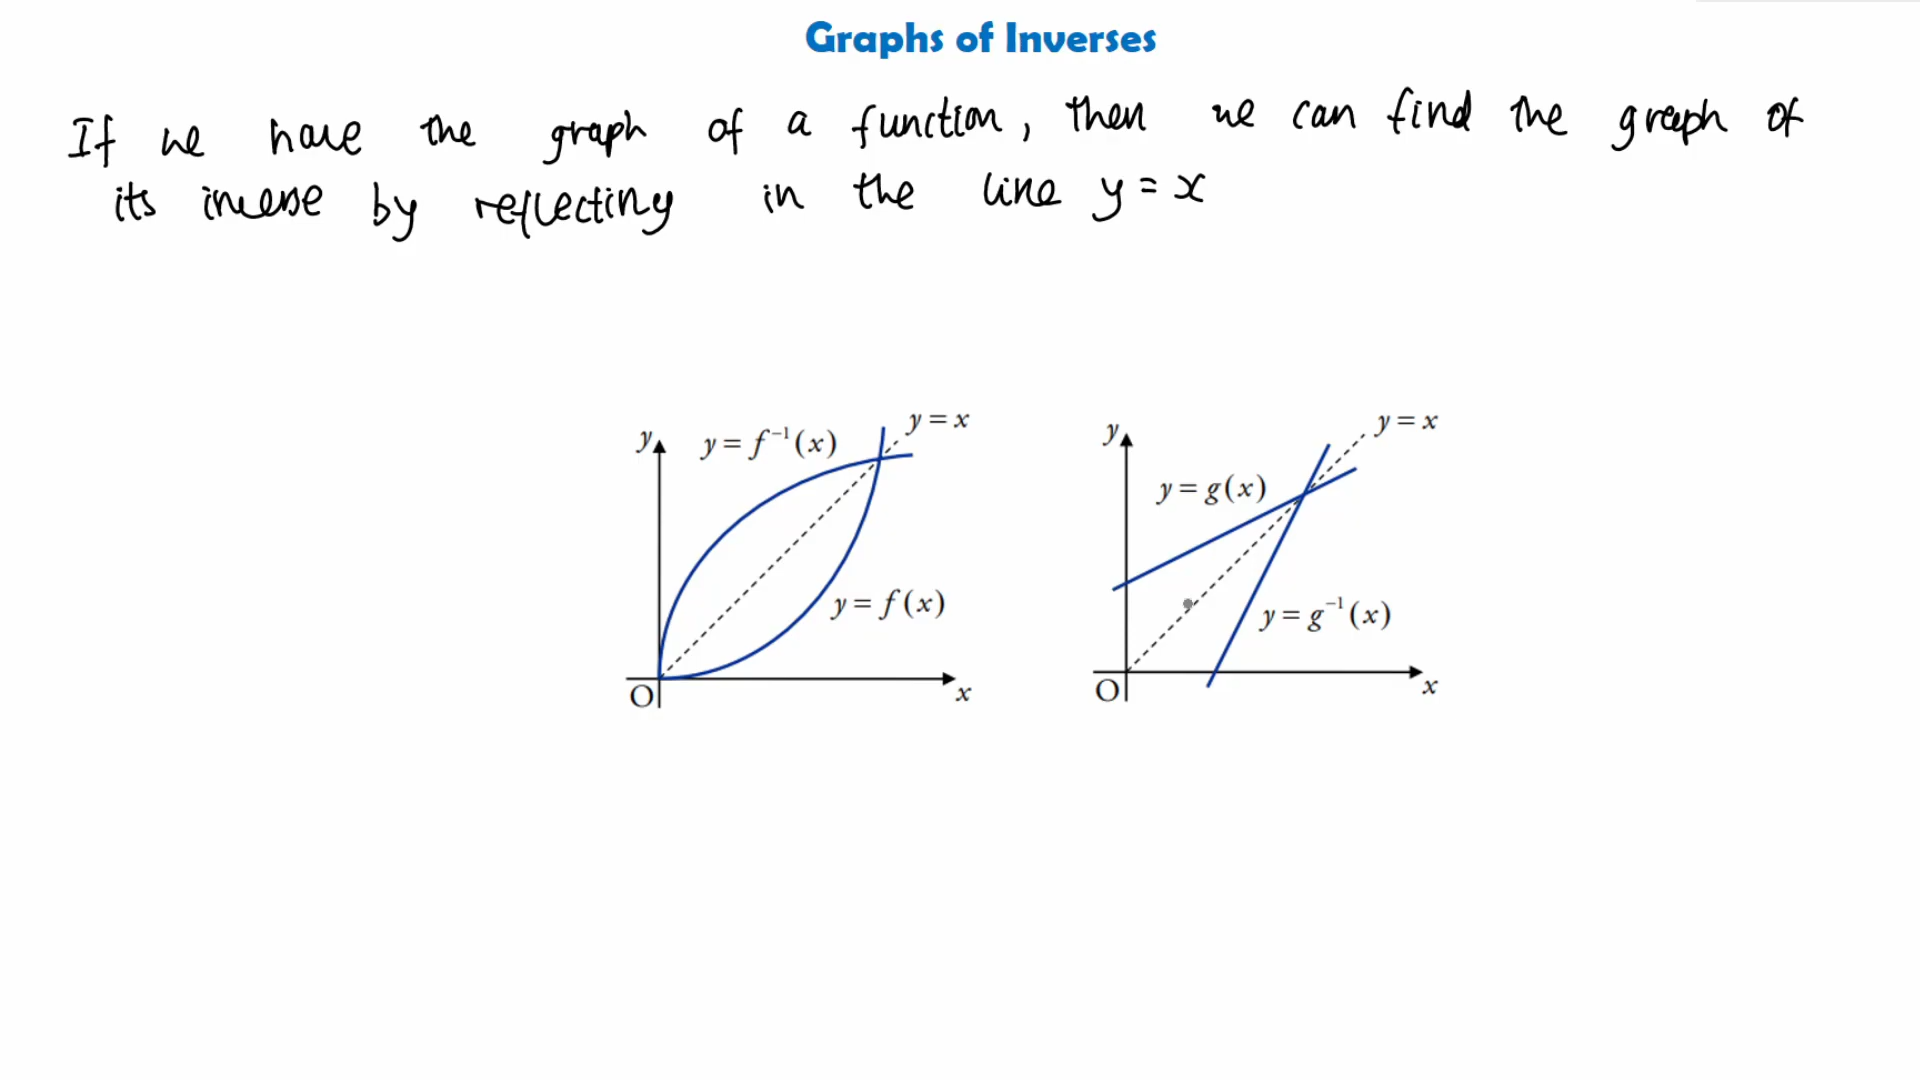 Graphs of Inverses
If we have the graph of a function, then we can find the graph of
its inverse by reflecting in the line y = x
y
y = f⁻¹(x)
y = x
y = f(x)
O
x
y
y = x
y = g(x)
y = g⁻¹(x)
O
x